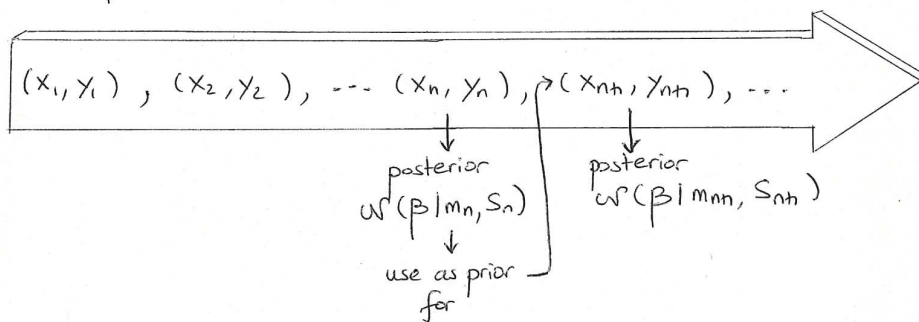 (x₁, y₁) , (x₂, y₂) , --- (xₙ, yₙ), (xₙ₊₁, yₙ₊₁) , ---
posterior
N(β|mₙ, Sₙ)
use as prior
for
posterior
N(β|mₙ₊₁, Sₙ₊₁)